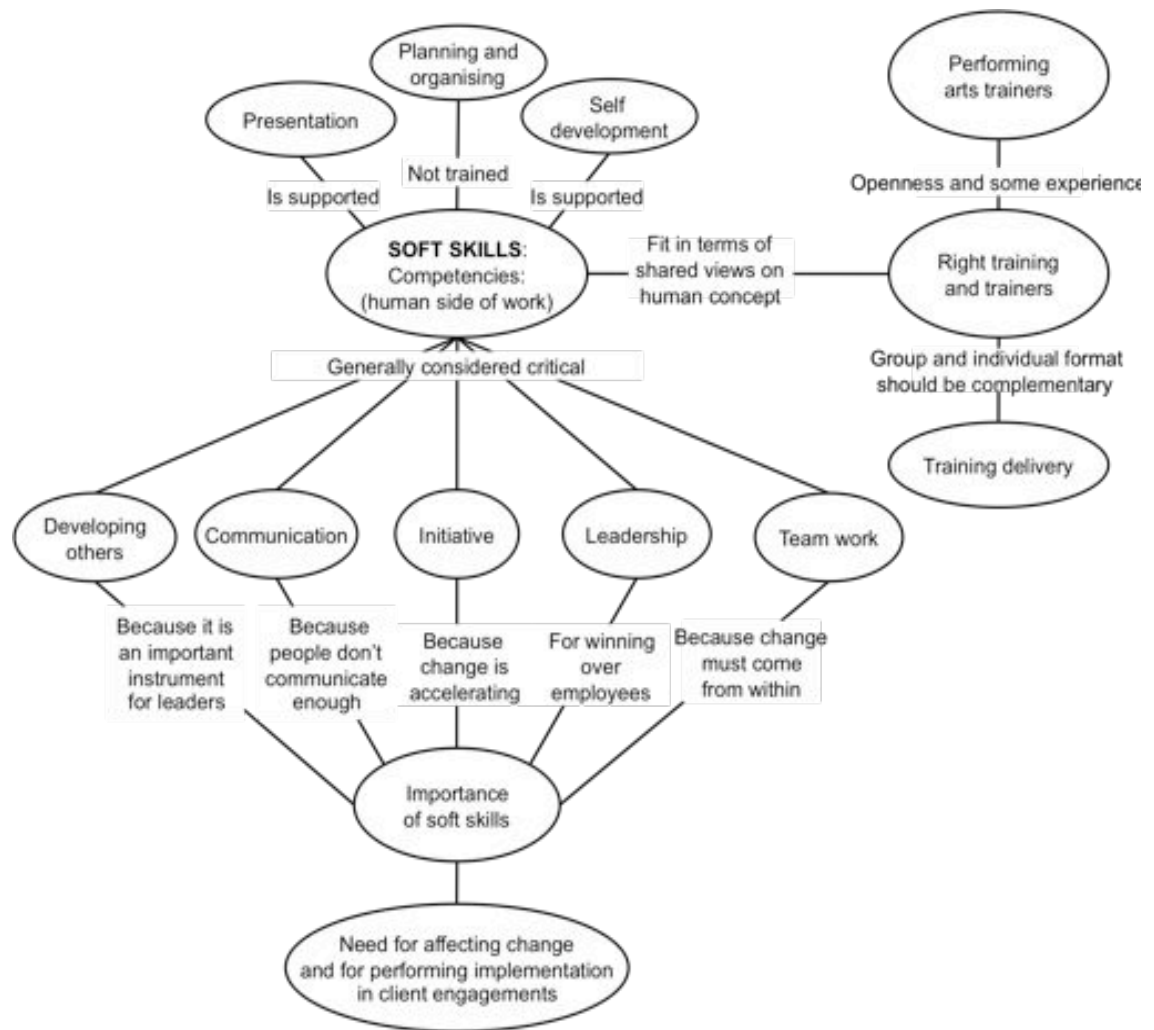 Planning and
organising
Presentation
Self
development
Performing
arts trainers
Is supported
Not trained
Is supported
Openness and some experience
SOFT SKILLS:
Competencies:
(human side of work)
Fit in terms of
shared views on
human concept
Right training
and trainers
Generally considered critical
Group and individual format
should be complementary
Training delivery
Developing
others
Communication
Initiative
Leadership
Team work
Because it is
an important
instrument
for leaders
Because
people don't
communicate
enough
Because
change is
accelerating
For winning
over
employees
Because change
must come
from within
Importance
of soft skills
Need for affecting change
and for performing implementation
in client engagements